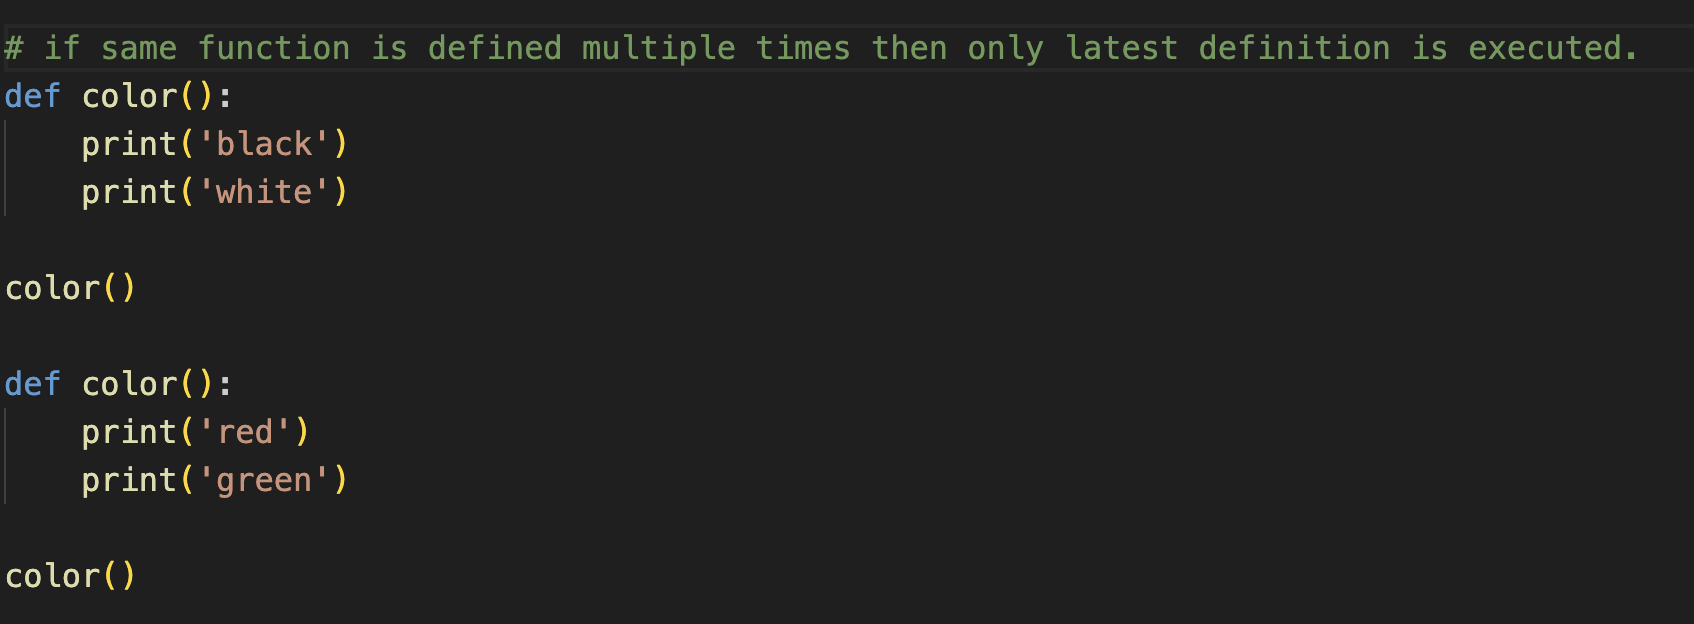 # if same function is defined multiple times then only latest definition is executed.
def color():
    print('black')
    print('white')

color()

def color():
    print('red')
    print('green')

color()